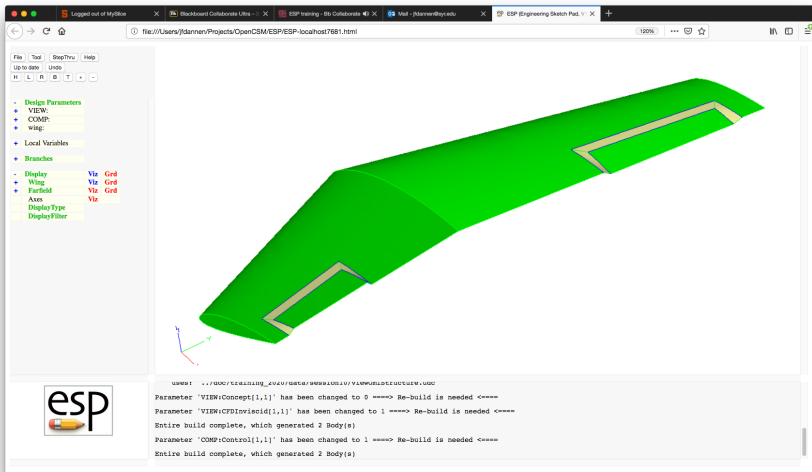 Logged out of MySlice
Blackboard Collaborate Ultra –
ESP training - Bb Collaborate
Mail - jfdannen@syr.edu
ESP (Engineering Sketch Pad, V1
file:///Users/jfdannen/Projects/OpenCSM/ESP/ESP-localhost7681.html
120%
File Tool StepThru Help
Up to date Undo
H L R B T + -
- Design Parameters
+ VIEW:
+ COMP:
+ wing:
+ Local Variables
+ Branches
- Display Viz Grd
+ Wing Viz Grd
+ Farfield Viz Grd
Axes Viz
DisplayType
DisplayFilter
esp
Parameter 'VIEW:Concept[1,1]' has been changed to 0 ====> Re-build is needed <====
Parameter 'VIEW:CFDInviscid[1,1]' has been changed to 1 ====> Re-build is needed <====
Entire build complete, which generated 2 Body(s)
Parameter 'COMP:Control[1,1]' has been changed to 1 ====> Re-build is needed <====
Entire build complete, which generated 2 Body(s)